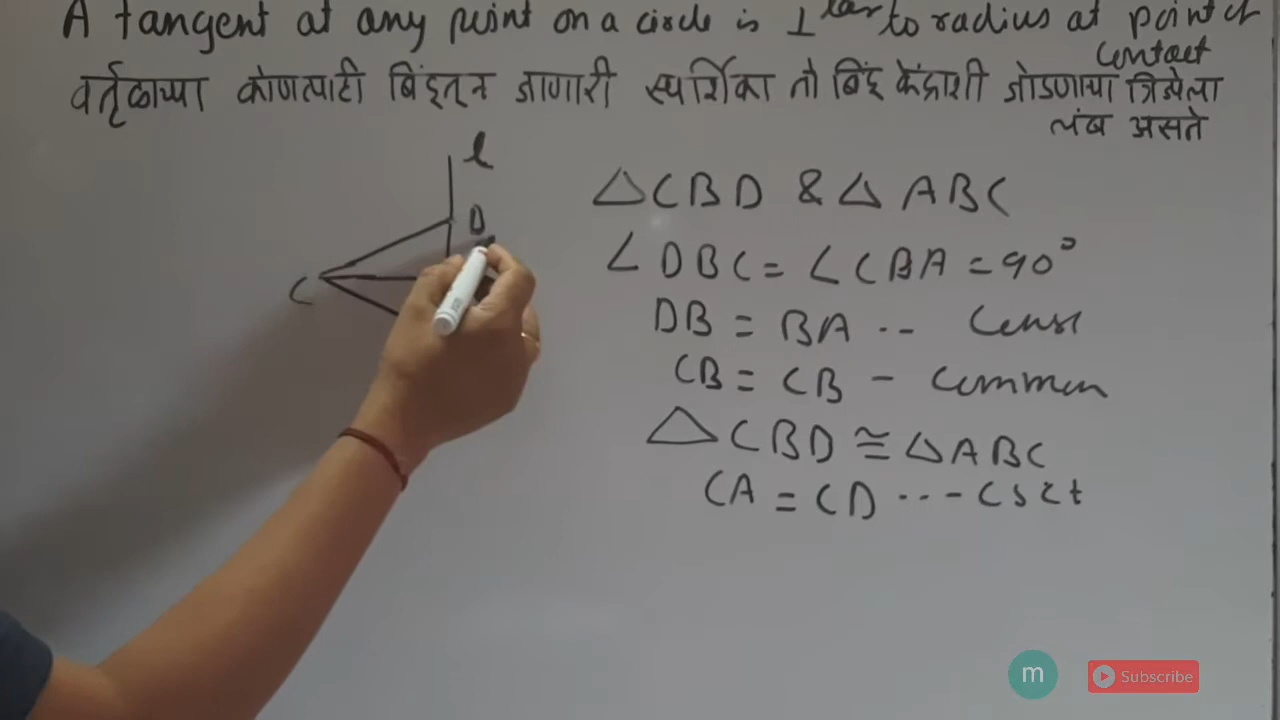 A tangent at any point on a circle is ⊥lar to radius at point of
contact
वर्तृळाच्या कोणत्याही बिंदूतून जाणारी स्पर्शिका तो बिंदू केंद्राशी जोडणाऱ्या त्रिज्येला
लंब असते
l
D
C
△CBD & △ABC
∠DBC = ∠CBA = 90°
DB = BA -- Const
CB = CB - Common
△CBD ≅ △ABC
CA = CD ---- CSCt
m
Subscribe